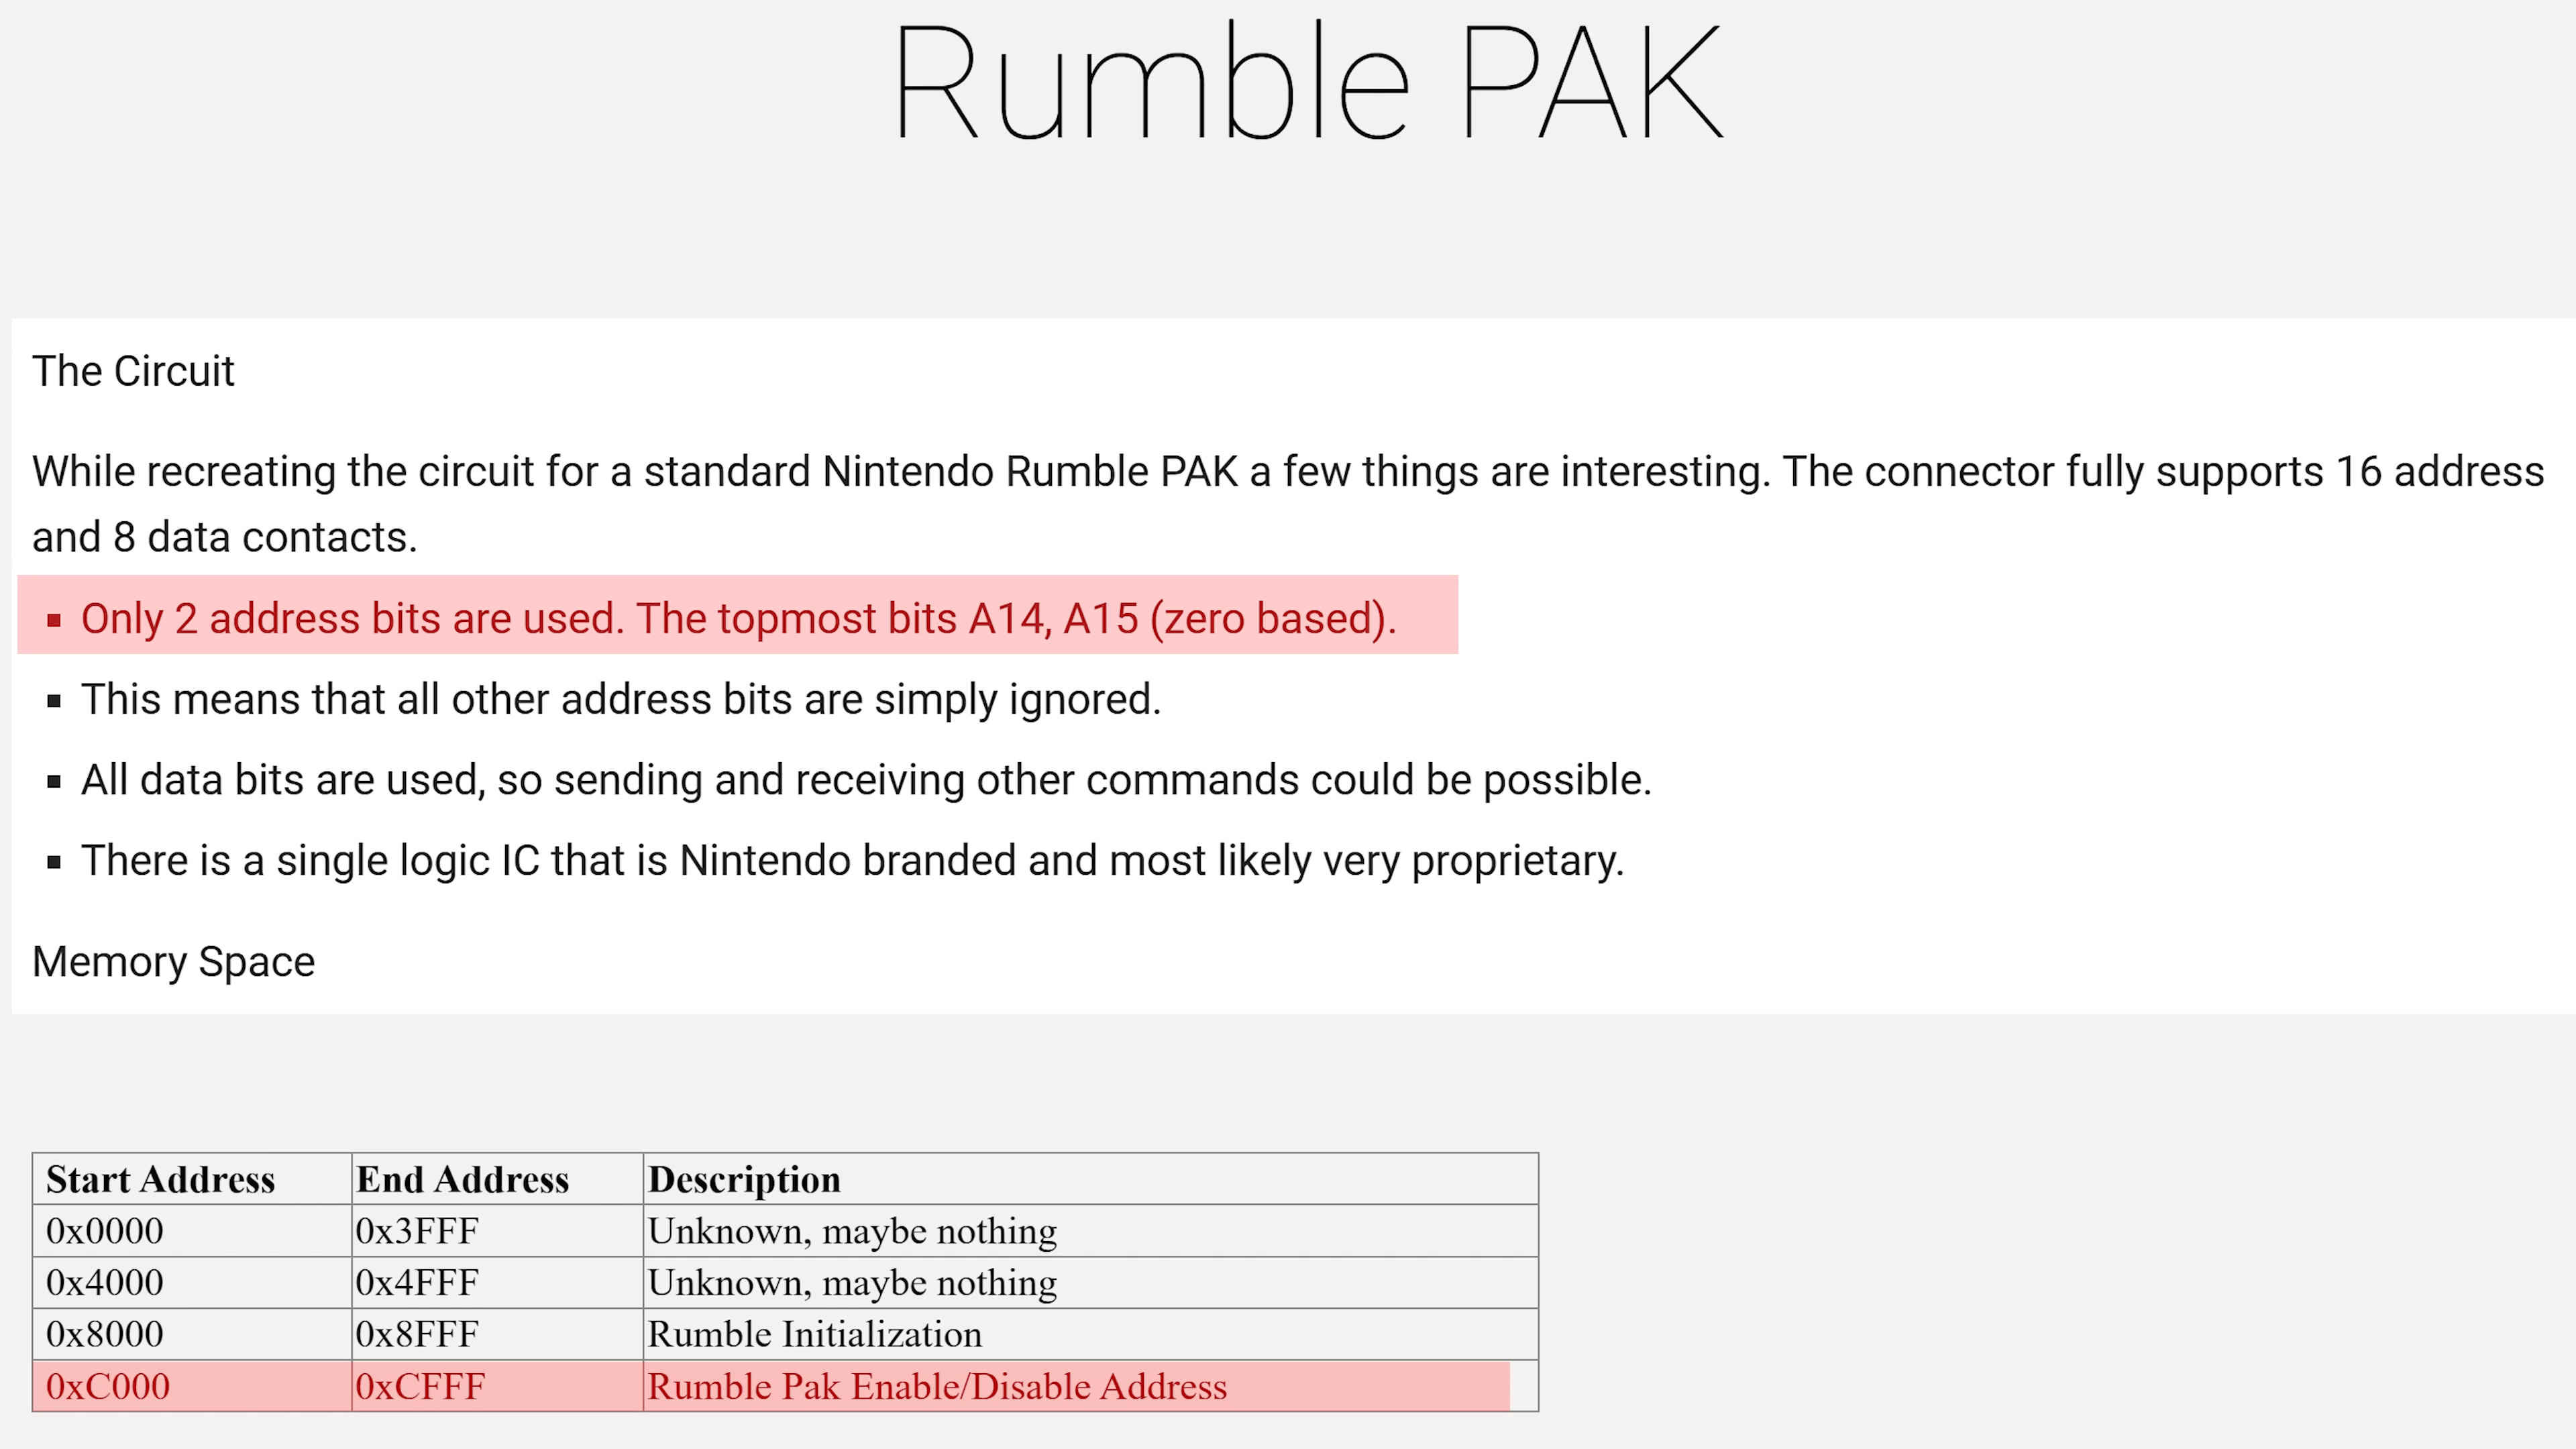 Rumble PAK
The Circuit
While recreating the circuit for a standard Nintendo Rumble PAK a few things are interesting. The connector fully supports 16 address
and 8 data contacts.
▪ Only 2 address bits are used. The topmost bits A14, A15 (zero based).
▪ This means that all other address bits are simply ignored.
▪ All data bits are used, so sending and receiving other commands could be possible.
▪ There is a single logic IC that is Nintendo branded and most likely very proprietary.
Memory Space
Start Address End Address Description
0x0000 0x3FFF Unknown, maybe nothing
0x4000 0x4FFF Unknown, maybe nothing
0x8000 0x8FFF Rumble Initialization
0xC000 0xCFFF Rumble Pak Enable/Disable Address